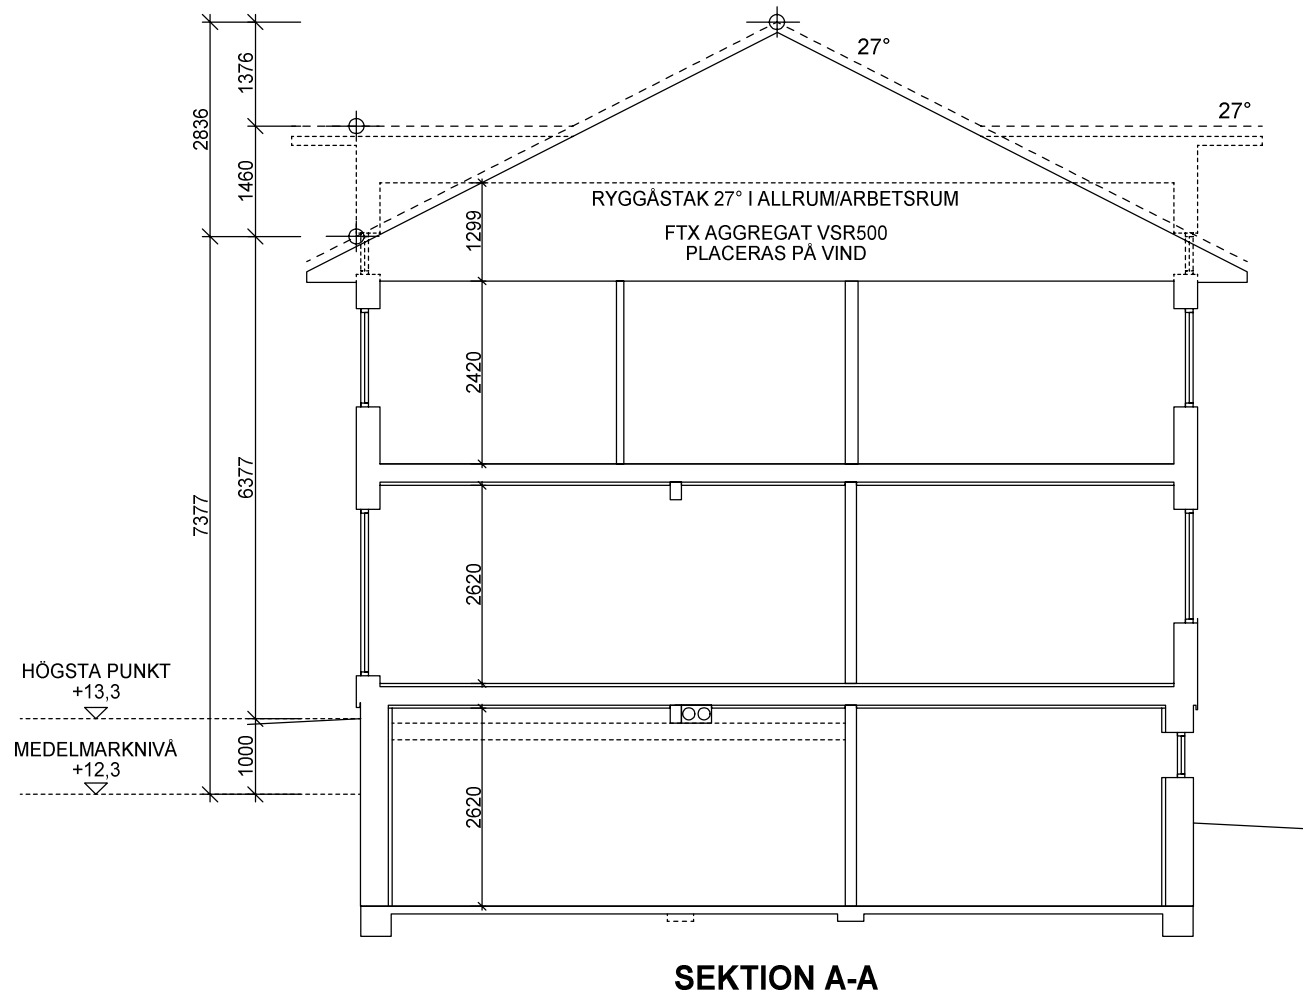 27°
1376
2836
27°
1460
RYGGÅSTAK 27° I ALLRUM/ARBETSRUM
1299
FTX AGGREGAT VSR500
PLACERAS PÅ VIND
2420
6377
7377
2620
HÖGSTA PUNKT
+13,3
MEDELMARKNIVÅ
+12,3
1000
2620
SEKTION A-A